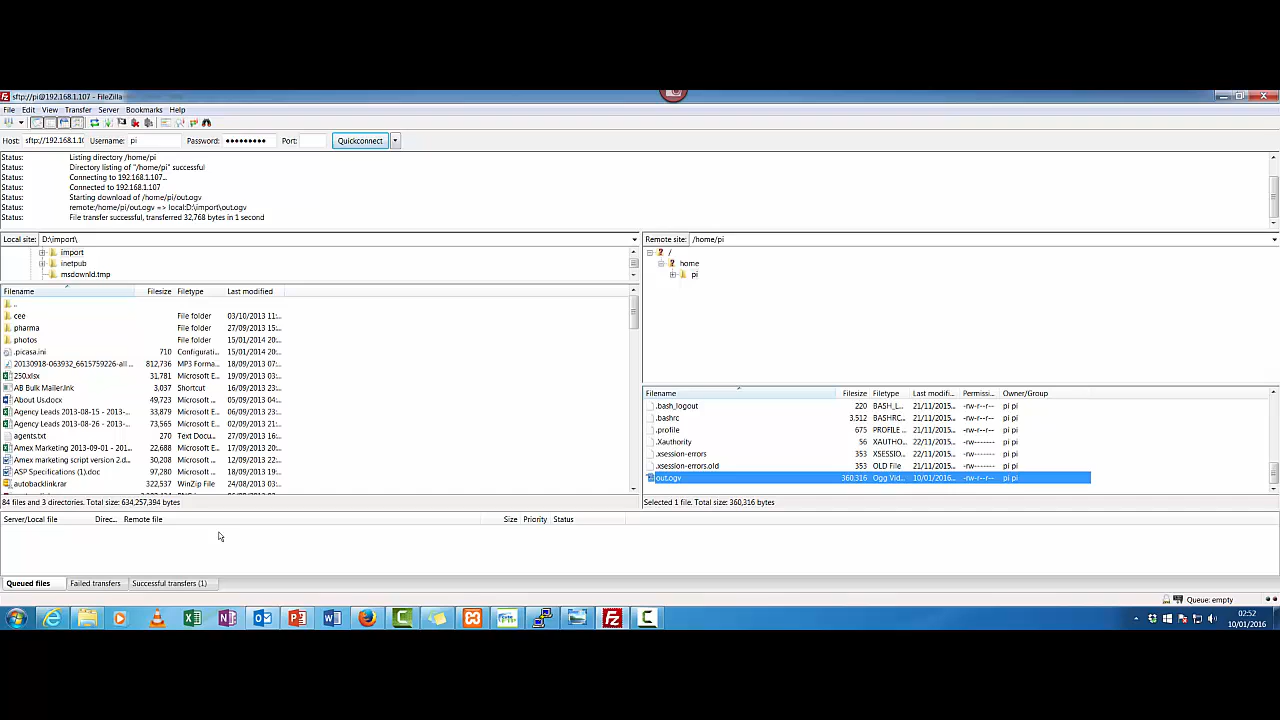 sftp://pi@192.168.1.107 - FileZilla
File Edit View Transfer Server Bookmarks Help
Host: sftp://192.168.1.10 Username: pi Password: ●●●●●●●●● Port: Quickconnect
Status: Listing directory /home/pi
Status: Directory listing of "/home/pi" successful
Status: Connecting to 192.168.1.107...
Status: Connected to 192.168.1.107
Status: Starting download of /home/pi/out.ogv
Status: remote:/home/pi/out.ogv => local:D:\import\out.ogv
Status: File transfer successful, transferred 32,768 bytes in 1 second
Local site: D:\import\
import
inetpub
msdownld.tmp
Filename Filesize Filetype Last modified
..
cee File folder 03/10/2013 11:...
pharma File folder 27/09/2013 15:...
photos File folder 15/01/2014 20:...
.picasa.ini 710 Configurati... 15/01/2014 20:...
20130918-063932_6615759226-all ... 812,736 MP3 Forma... 18/09/2013 07:...
250.xlsx 31,781 Microsoft E... 12/09/2013 23:...
AB Bulk Mailer.lnk 3,037 Shortcut 16/09/2013 23:...
About Us.docx 49,723 Microsoft ... 05/09/2013 04:...
Agency Leads 2013-08-15 - 2013-... 33,879 Microsoft E... 06/09/2013 23:...
Agency Leads 2013-08-26 - 2013-... 73,565 Microsoft E... 02/09/2013 21:...
agents.txt 270 Text Docu... 27/09/2013 16:...
Amex Marketing 2013-09-01 - 201... 22,688 Microsoft E... 10/09/2013 20:...
Amex marketing script version 2.d... 30,208 Microsoft ... 12/09/2013 22:...
ASP Specifications (1).doc 97,280 Microsoft ... 18/09/2013 19:...
autobacklink.rar 322,537 WinZip File 24/08/2013 03:...
84 files and 3 directories. Total size: 634,257,394 bytes
Remote site: /home/pi
/
home
pi
Filename Filesize Filetype Last modifi... Permissi... Owner/Group
.bash_logout 220 BASH_L... 21/11/2015... -rw-r--r-- pi pi
.bashrc 3,512 BASHRC... 21/11/2015... -rw-r--r-- pi pi
.profile 675 PROFILE ... 21/11/2015... -rw-r--r-- pi pi
.Xauthority 56 XAUTHO... 22/11/2015... -rw------- pi pi
.xsession-errors 353 XSESSIO... 22/11/2015... -rw------- pi pi
.xsession-errors.old 353 OLD File 21/11/2015... -rw------- pi pi
out.ogv 360,316 Ogg Vid... 10/01/2016... -rw-r--r-- pi pi
Selected 1 file. Total size: 360,316 bytes
Server/Local file Direc... Remote file Size Priority Status
Queued files Failed transfers Successful transfers (1)
Queue: empty
02:52
10/01/2016